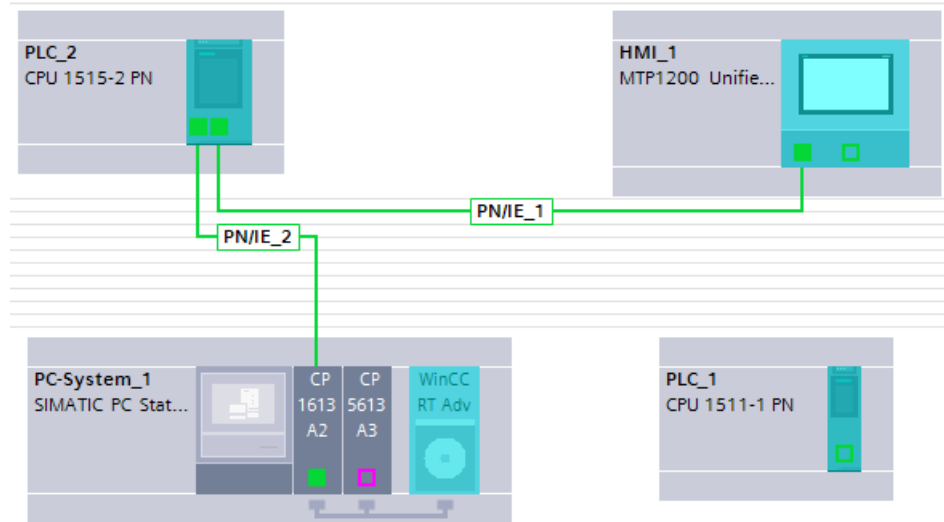 PLC_2
CPU 1515-2 PN
HMI_1
MTP1200 Unifie...
PN/IE_1
PN/IE_2
PC-System_1
SIMATIC PC Stat...
CP
1613
A2
CP
5613
A3
WinCC
RT Adv
PLC_1
CPU 1511-1 PN